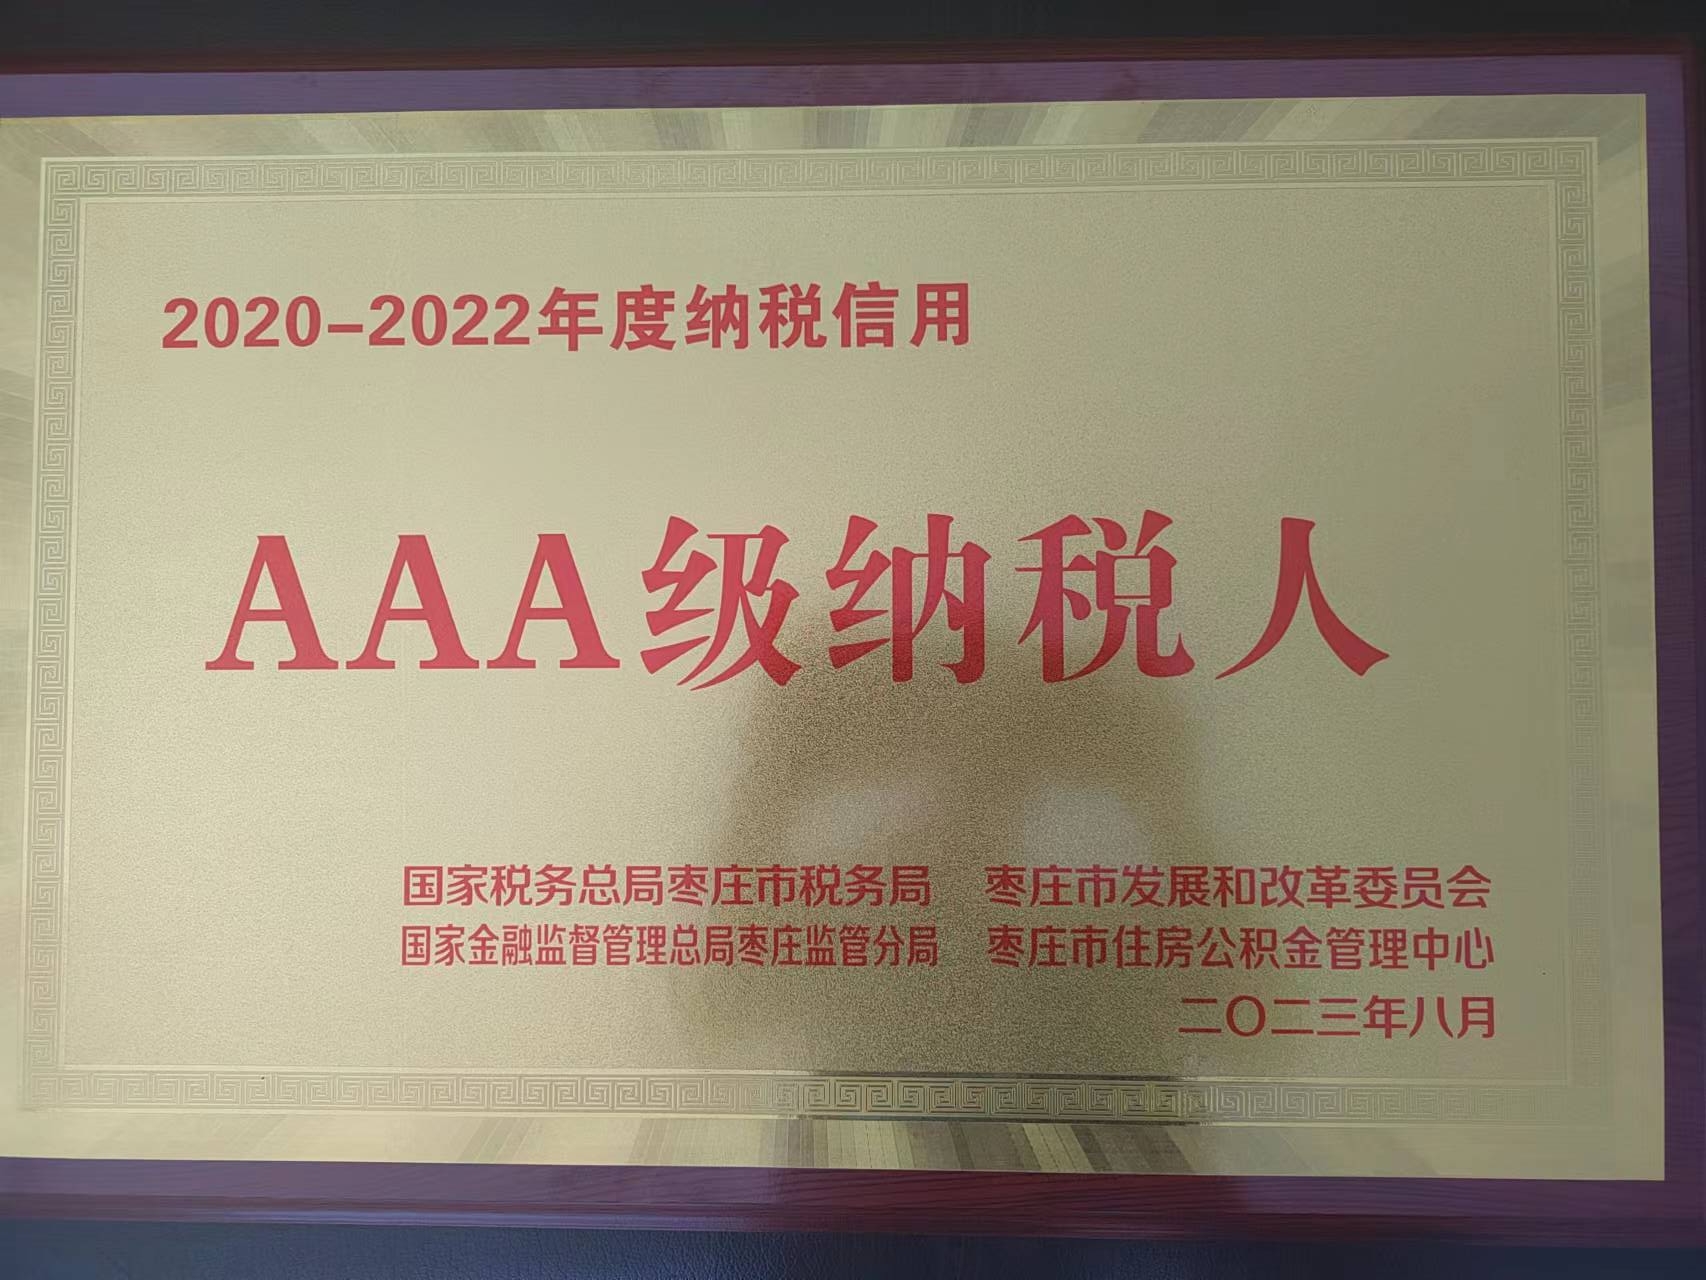 2020-2022年度纳税信用
AAA级纳税人
国家税务总局枣庄市税务局 枣庄市发展和改革委员会
国家金融监督管理总局枣庄监管分局 枣庄市住房公积金管理中心
二〇二三年八月